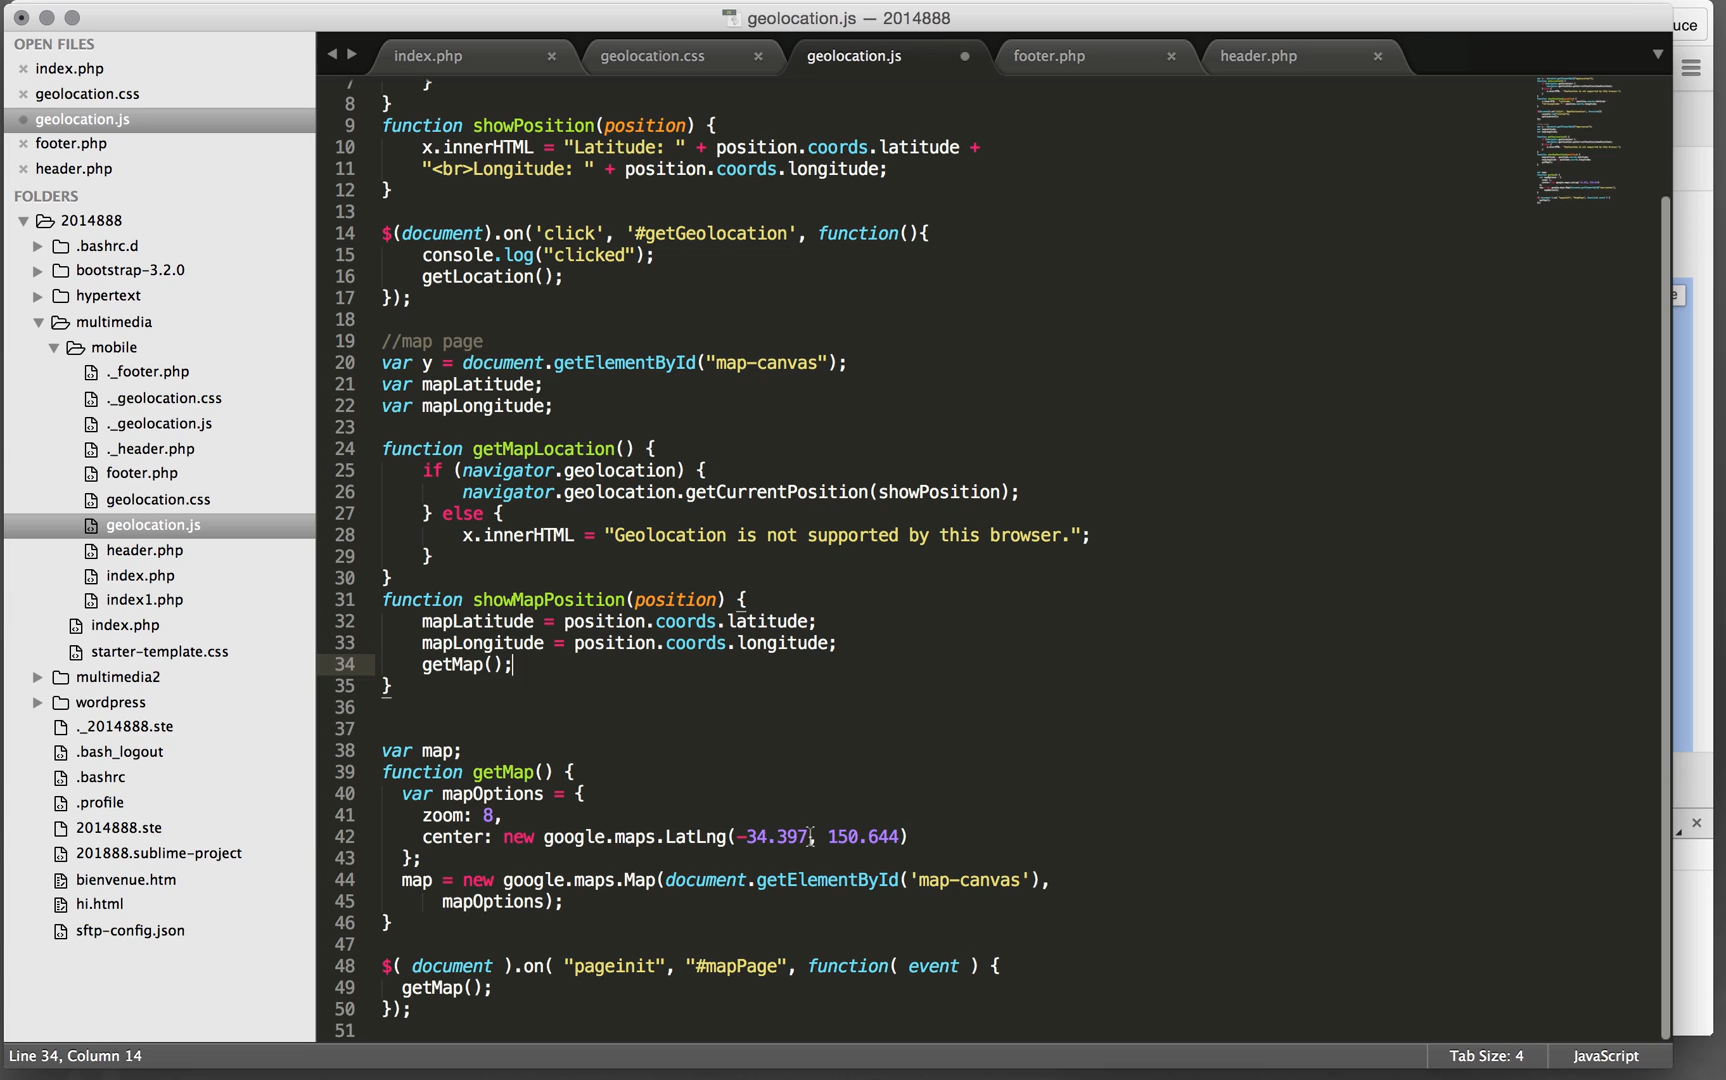 geolocation.js — 2014888
uce
OPEN FILES
index.php
geolocation.css
geolocation.js
footer.php
header.php
FOLDERS
2014888
.bashrc.d
bootstrap-3.2.0
hypertext
multimedia
mobile
._footer.php
._geolocation.css
._geolocation.js
._header.php
footer.php
geolocation.css
geolocation.js
header.php
index.php
index1.php
index.php
starter-template.css
multimedia2
wordpress
._2014888.ste
.bash_logout
.bashrc
.profile
2014888.ste
201888.sublime-project
bienvenue.htm
hi.html
sftp-config.json
index.php
geolocation.css
geolocation.js
footer.php
header.php
7 }
8 }
9 function showPosition(position) {
10 x.innerHTML = "Latitude: " + position.coords.latitude +
11 "<br>Longitude: " + position.coords.longitude;
12 }
13
14 $(document).on('click', '#getGeolocation', function(){
15 console.log("clicked");
16 getLocation();
17 });
18
19 //map page
20 var y = document.getElementById("map-canvas");
21 var mapLatitude;
22 var mapLongitude;
23
24 function getMapLocation() {
25 if (navigator.geolocation) {
26 navigator.geolocation.getCurrentPosition(showPosition);
27 } else {
28 x.innerHTML = "Geolocation is not supported by this browser.";
29 }
30 }
31 function showMapPosition(position) {
32 mapLatitude = position.coords.latitude;
33 mapLongitude = position.coords.longitude;
34 getMap();
35 }
36
37
38 var map;
39 function getMap() {
40 var mapOptions = {
41 zoom: 8,
42 center: new google.maps.LatLng(-34.397, 150.644)
43 };
44 map = new google.maps.Map(document.getElementById('map-canvas'),
45 mapOptions);
46 }
47
48 $( document ).on( "pageinit", "#mapPage", function( event ) {
49 getMap();
50 });
51
Line 34, Column 14
Tab Size: 4
JavaScript